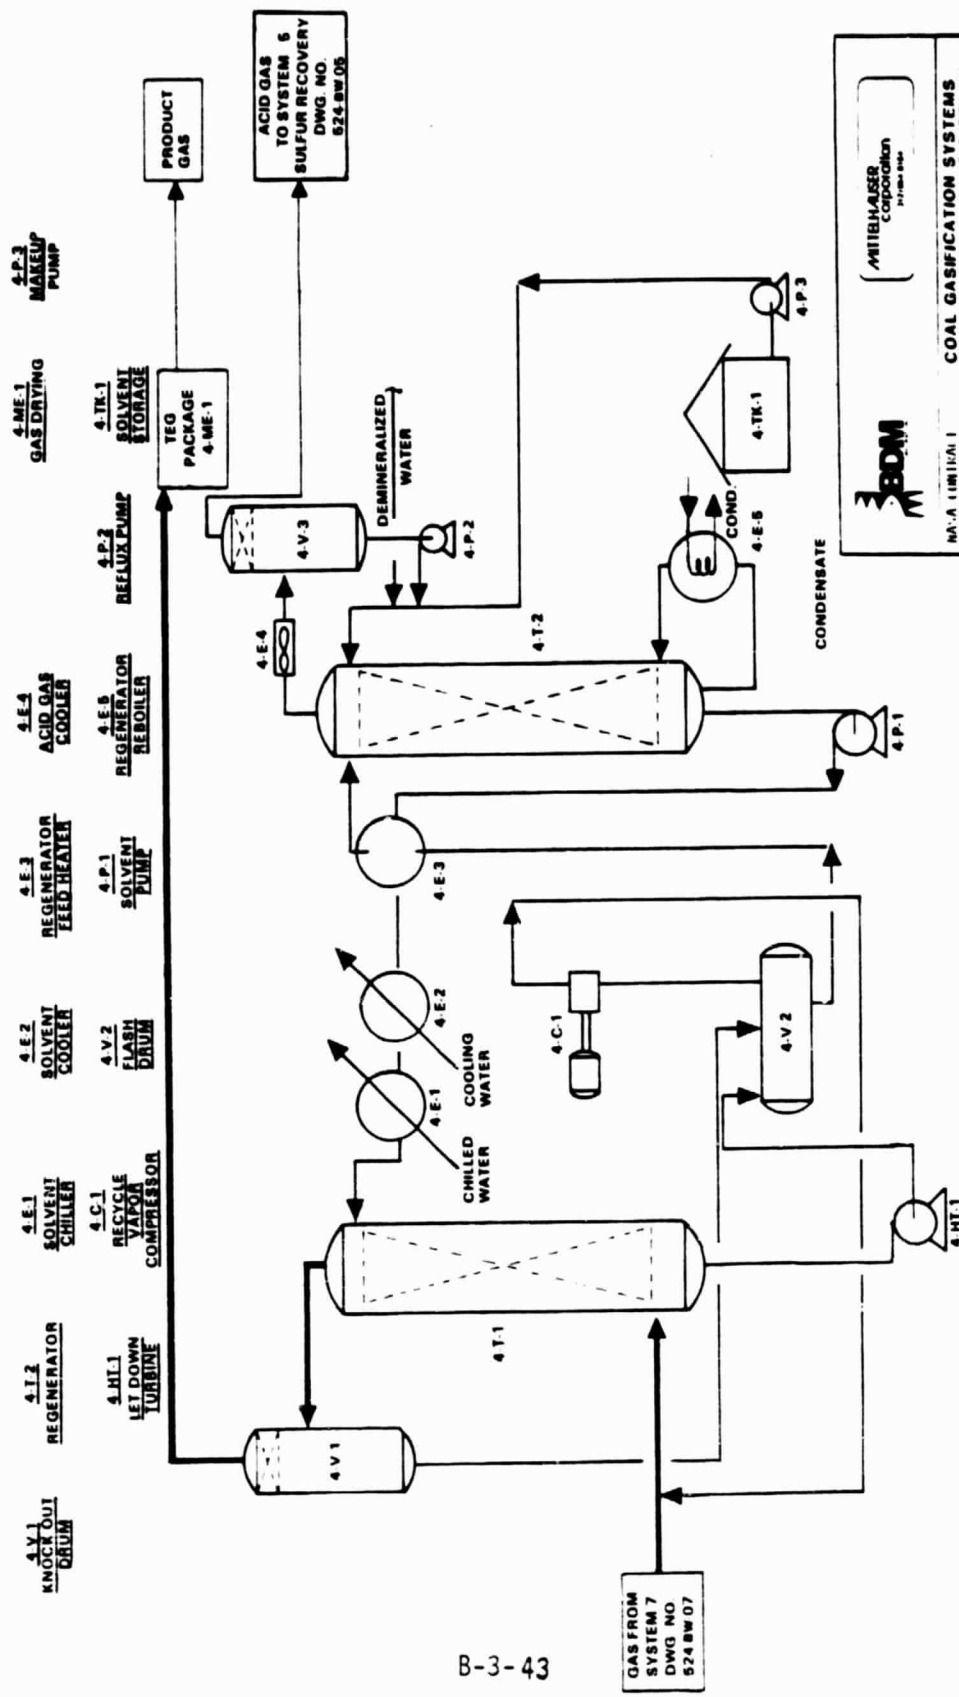 4-V-1
KNOCK OUT
DRUM
4-T-2
REGENERATOR
4-HT-1
LET DOWN
TURBINE
4-E-1
SOLVENT
CHILLER
4-C-1
RECYCLE
VAPOR
COMPRESSOR
4-E-2
SOLVENT
COOLER
4-V-2
FLASH
DRUM
4-E-3
REGENERATOR
FEED HEATER
4-P-1
SOLVENT
PUMP
4-E-4
ACID GAS
COOLER
4-E-5
REGENERATOR
REBOILER
4-P-2
REFLUX PUMP
4-ME-1
GAS DRYING
4-TK-1
SOLVENT
STORAGE
4-P-3
MAKEUP
PUMP
TEG
PACKAGE
4-ME-1
PRODUCT
GAS
ACID GAS
TO SYSTEM 5
SULFUR RECOVERY
DWG. NO.
524 BW 05
4-V-1
4-T-1
4-E-1
CHILLED
WATER
4-E-2
COOLING
WATER
4-E-3
4-E-4
4-V-3
DEMINERALIZED
WATER
4-P-2
4-T-2
4-C-1
4-V-2
4-HT-1
4-P-1
COND.
4-E-5
CONDENSATE
4-TK-1
4-P-3
GAS FROM
SYSTEM 7
DWG NO
524 BW 07
BDM
MITTELHAUSER
corporation
COAL GASIFICATION SYSTEMS
B-3-43